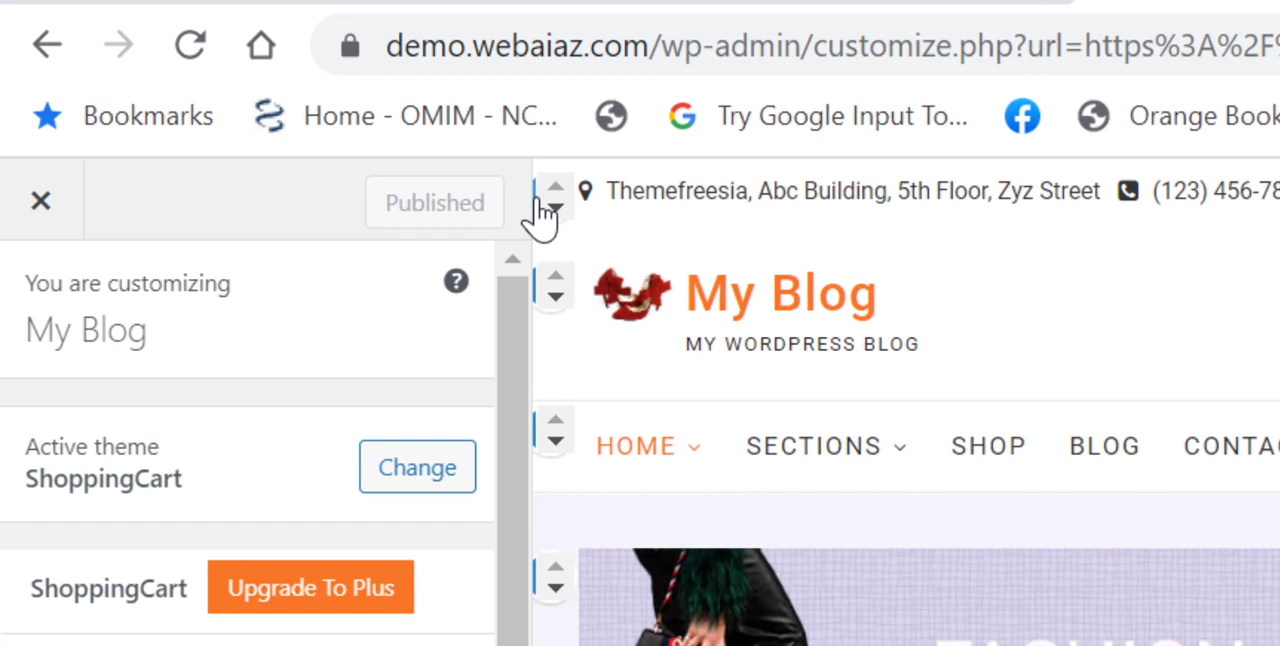 demo.webaiaz.com/wp-admin/customize.php?url=https%3A%2F
Bookmarks Home - OMIM - NC... Try Google Input To... Orange Book
Published
Themefreesia, Abc Building, 5th Floor, Zyz Street (123) 456-78
You are customizing
My Blog
My Blog
MY WORDPRESS BLOG
Active theme
ShoppingCart
Change
HOME SECTIONS SHOP BLOG CONTA
ShoppingCart Upgrade To Plus